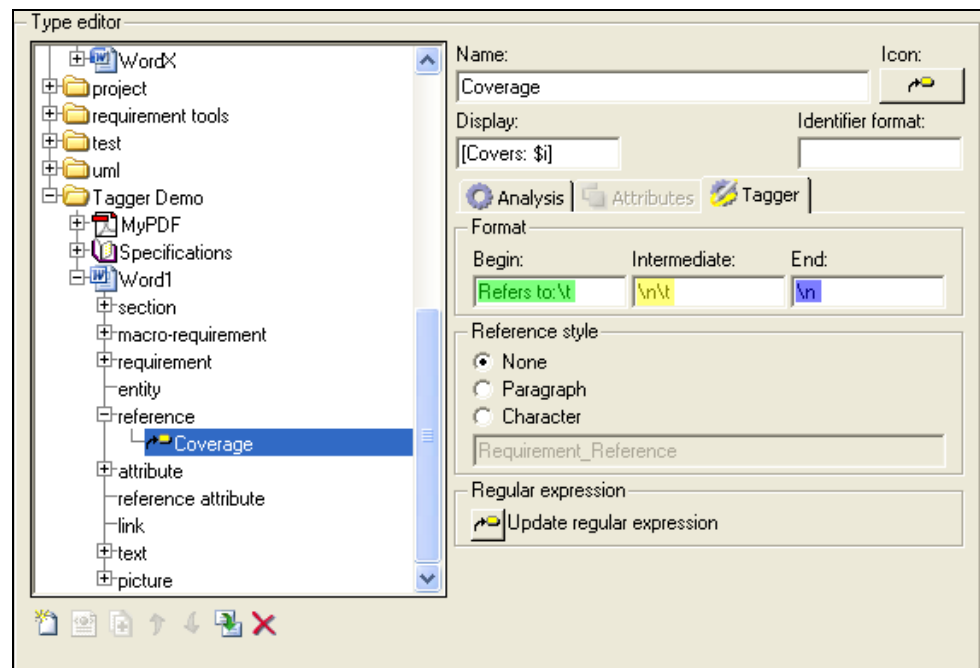 Type editor
WordX
project
requirement tools
test
uml
Tagger Demo
MyPDF
Specifications
Word1
section
macro-requirement
requirement
entity
reference
Coverage
attribute
reference attribute
link
text
picture
Name:
Icon:
Coverage
Display:
Identifier format:
[Covers: $i]
Analysis
Attributes
Tagger
Format
Begin:
Intermediate:
End:
Refers to:\t
\n\t
\n
Reference style
None
Paragraph
Character
Requirement_Reference
Regular expression
Update regular expression